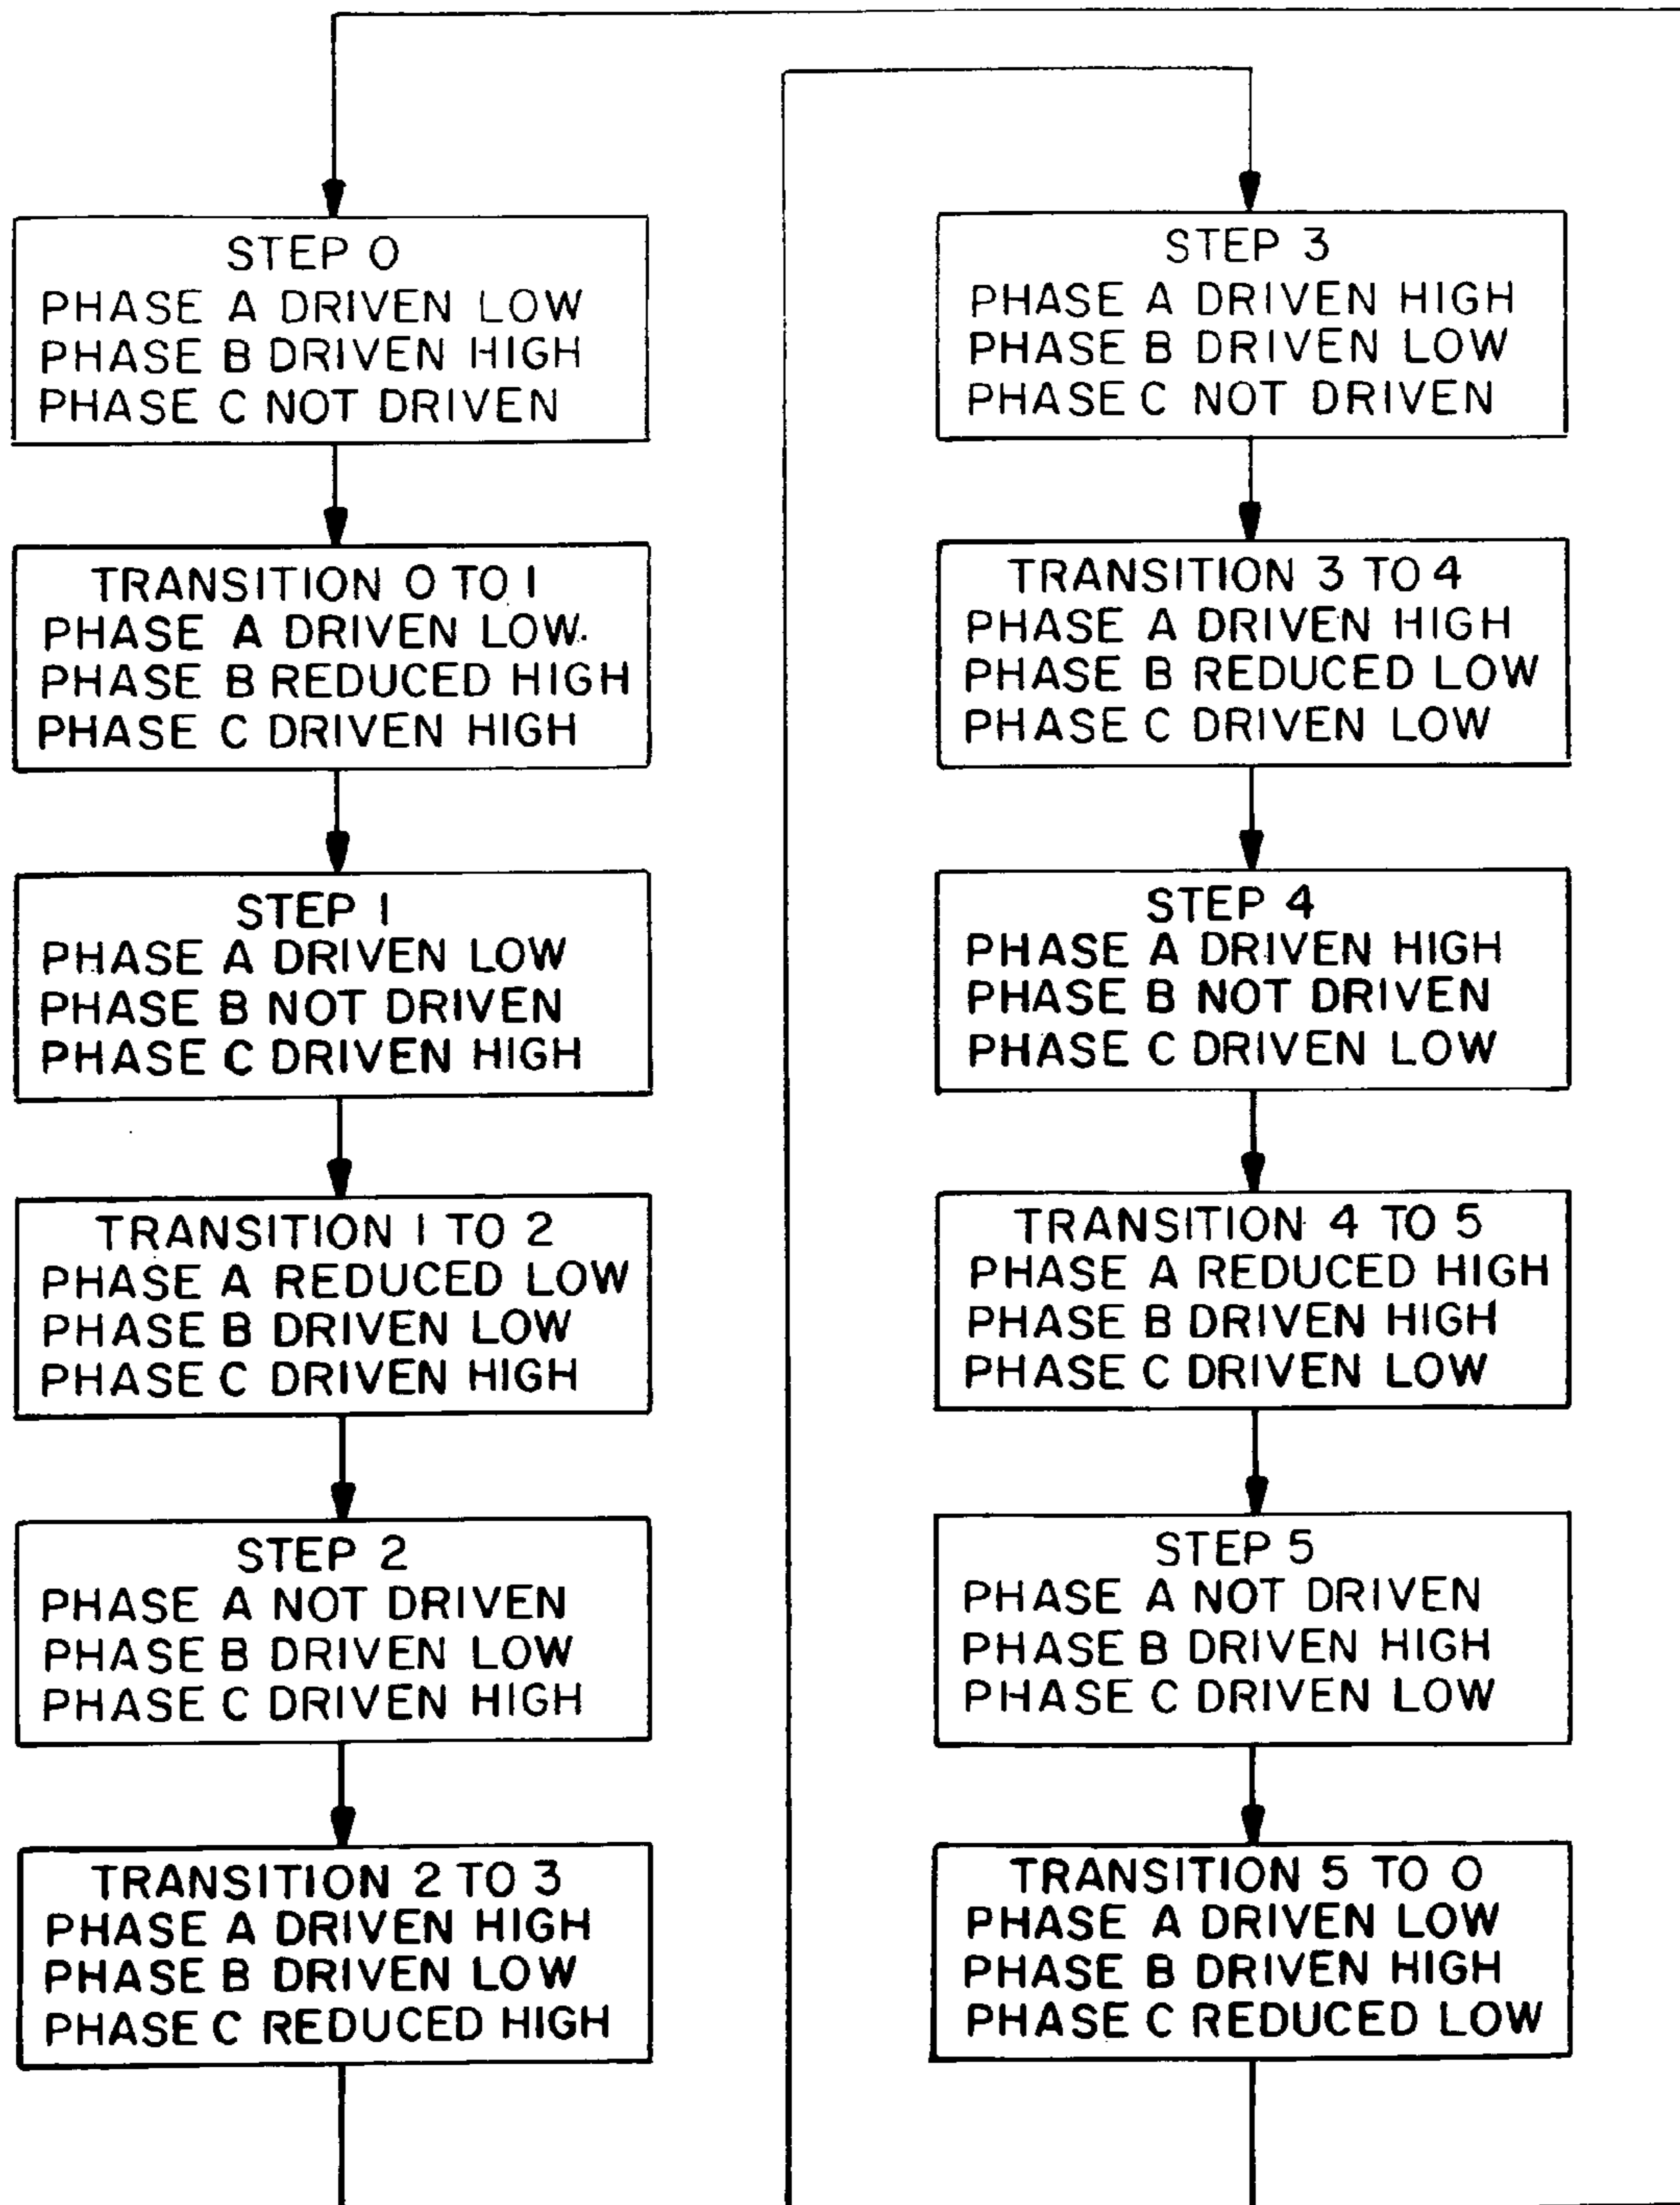 STEP 0
PHASE A DRIVEN LOW
PHASE B DRIVEN HIGH
PHASE C NOT DRIVEN
TRANSITION 0 TO 1
PHASE A DRIVEN LOW
PHASE B REDUCED HIGH
PHASE C DRIVEN HIGH
STEP 1
PHASE A DRIVEN LOW
PHASE B NOT DRIVEN
PHASE C DRIVEN HIGH
TRANSITION 1 TO 2
PHASE A REDUCED LOW
PHASE B DRIVEN LOW
PHASE C DRIVEN HIGH
STEP 2
PHASE A NOT DRIVEN
PHASE B DRIVEN LOW
PHASE C DRIVEN HIGH
TRANSITION 2 TO 3
PHASE A DRIVEN HIGH
PHASE B DRIVEN LOW
PHASE C REDUCED HIGH
STEP 3
PHASE A DRIVEN HIGH
PHASE B DRIVEN LOW
PHASE C NOT DRIVEN
TRANSITION 3 TO 4
PHASE A DRIVEN HIGH
PHASE B REDUCED LOW
PHASE C DRIVEN LOW
STEP 4
PHASE A DRIVEN HIGH
PHASE B NOT DRIVEN
PHASE C DRIVEN LOW
TRANSITION 4 TO 5
PHASE A REDUCED HIGH
PHASE B DRIVEN HIGH
PHASE C DRIVEN LOW
STEP 5
PHASE A NOT DRIVEN
PHASE B DRIVEN HIGH
PHASE C DRIVEN LOW
TRANSITION 5 TO 0
PHASE A DRIVEN LOW
PHASE B DRIVEN HIGH
PHASE C REDUCED LOW